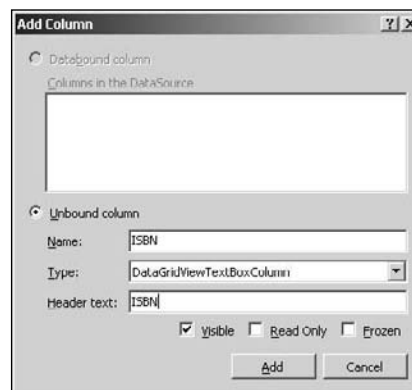 Add Column
Databound column
Columns in the DataSource
Unbound column
Name: ISBN
Type: DataGridViewTextBoxColumn
Header text: ISBN
Visible Read Only Frozen
Add Cancel